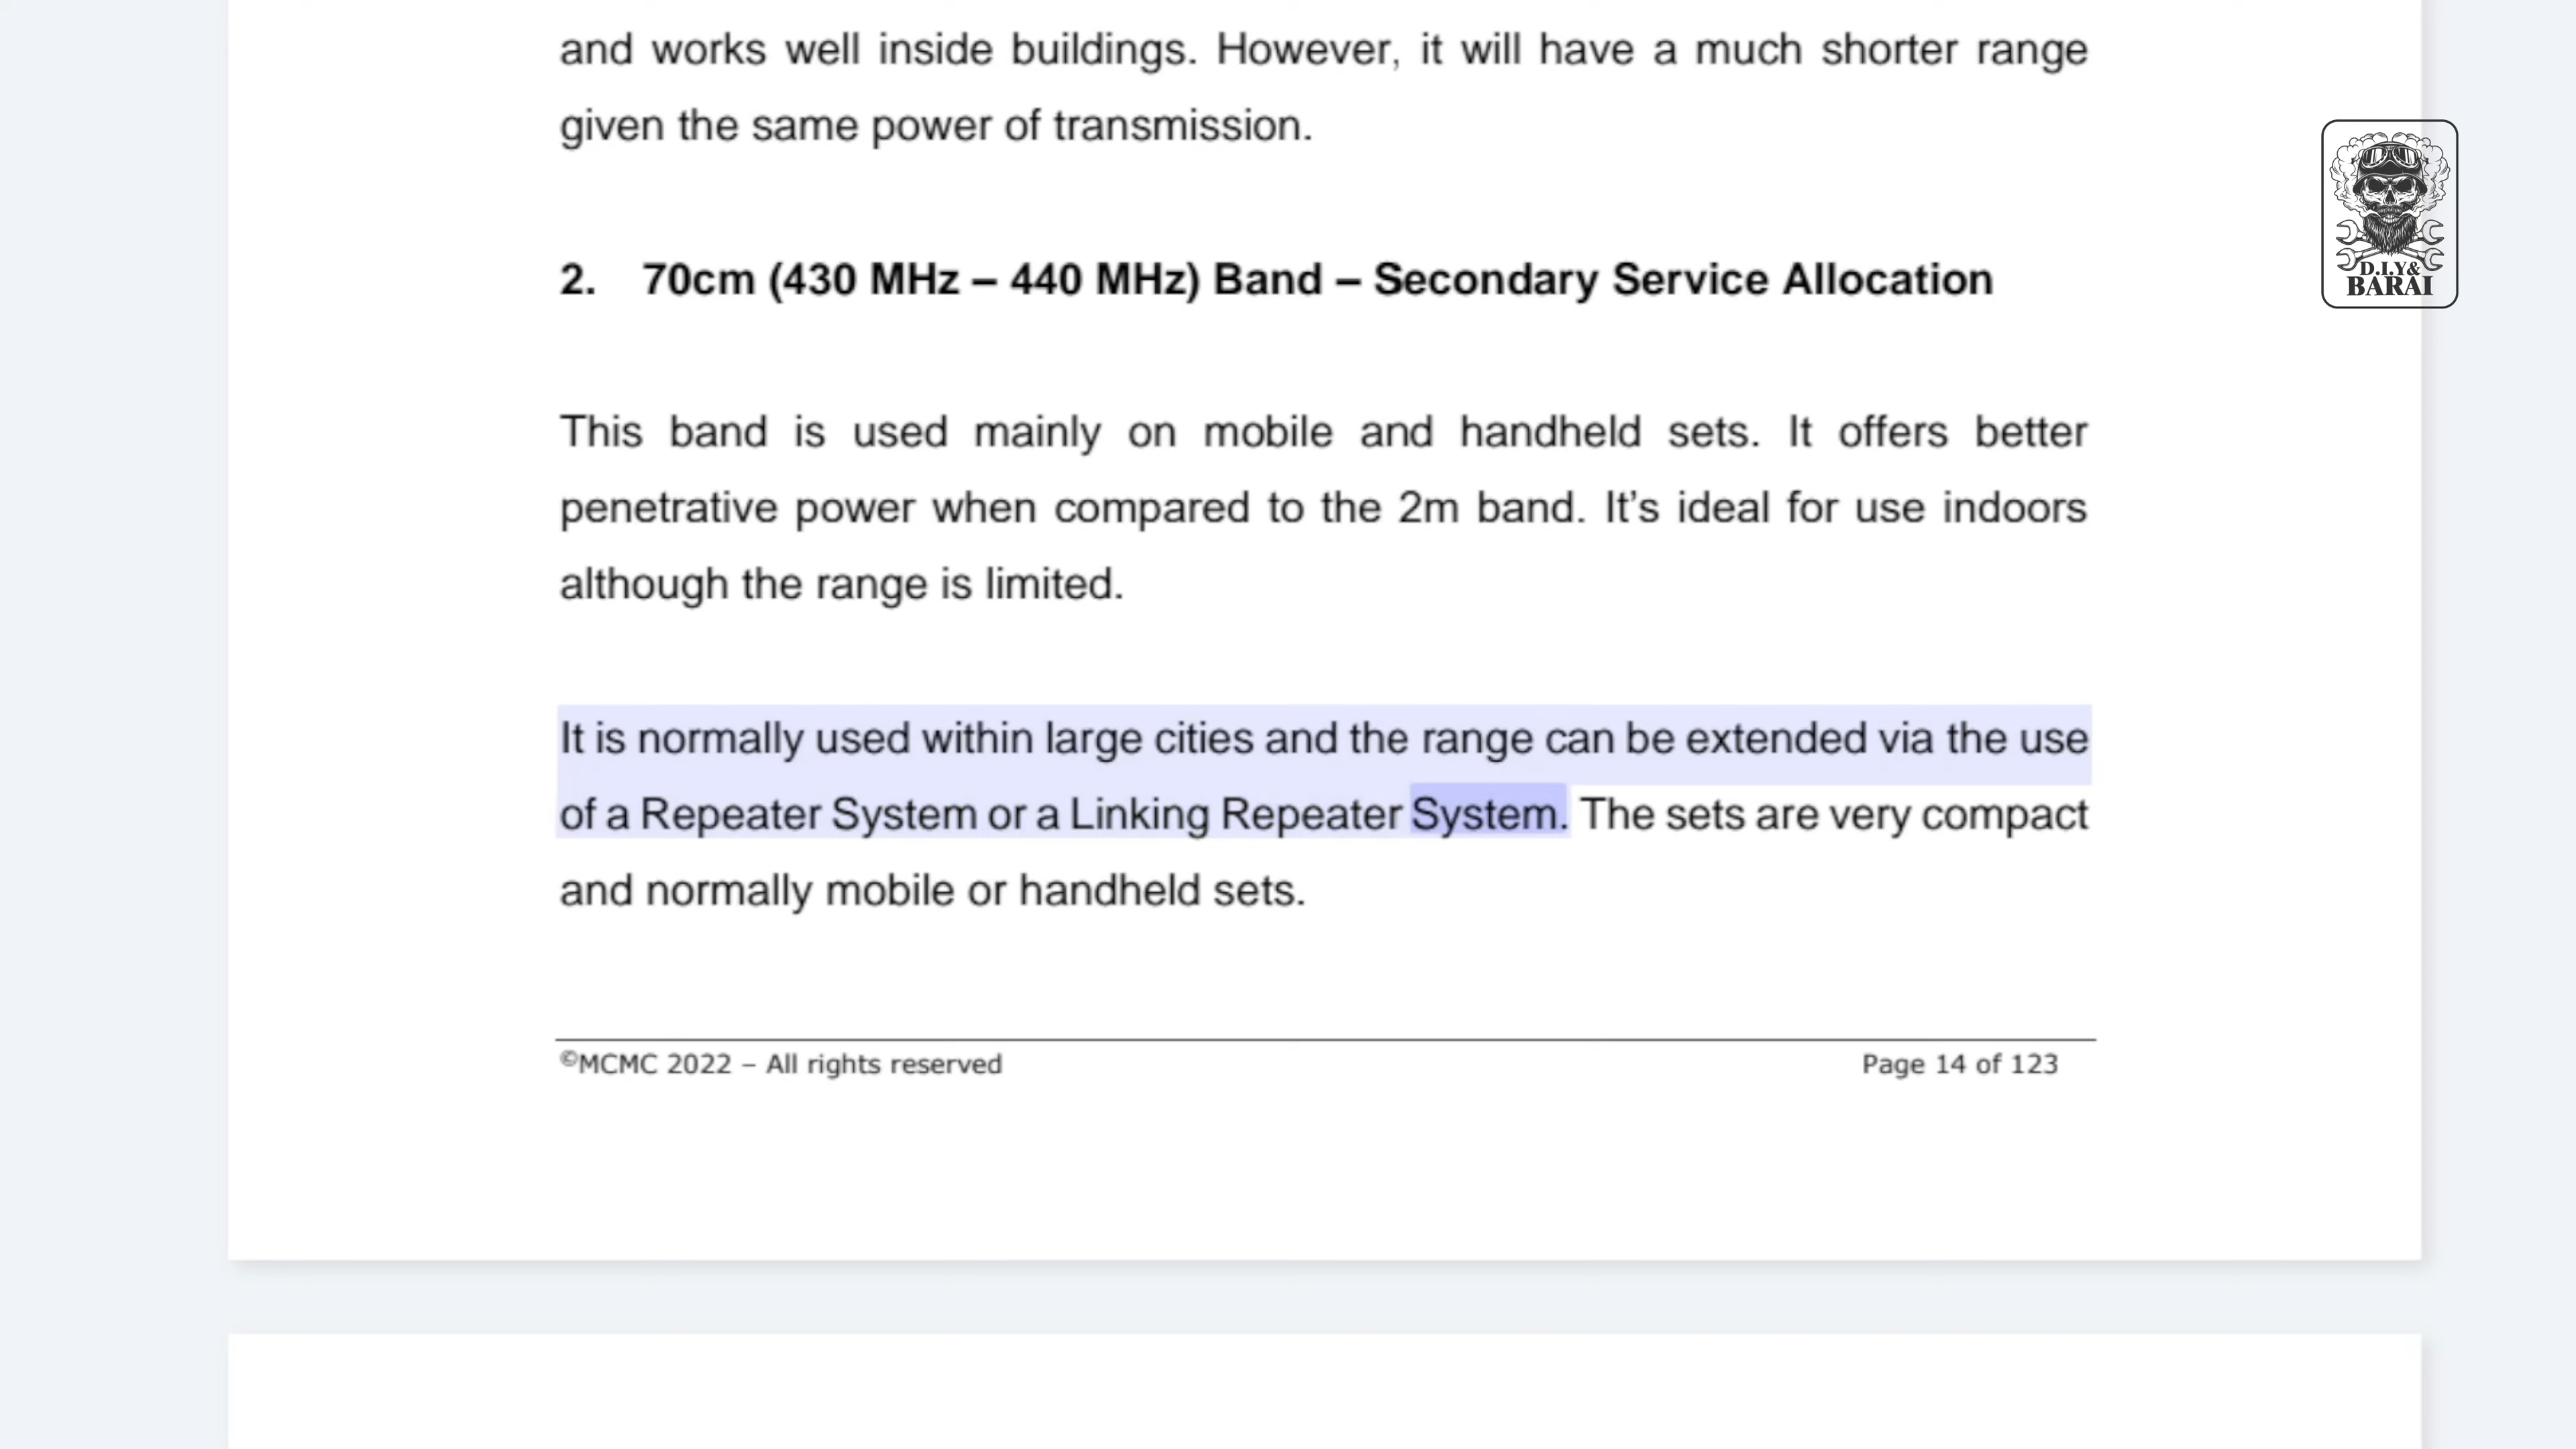 and works well inside buildings. However, it will have a much shorter range
given the same power of transmission.
2. 70cm (430 MHz – 440 MHz) Band – Secondary Service Allocation
This band is used mainly on mobile and handheld sets. It offers better
penetrative power when compared to the 2m band. It’s ideal for use indoors
although the range is limited.
It is normally used within large cities and the range can be extended via the use
of a Repeater System or a Linking Repeater System. The sets are very compact
and normally mobile or handheld sets.
©MCMC 2022 – All rights reserved
Page 14 of 123
D.I.Y&
BARAI